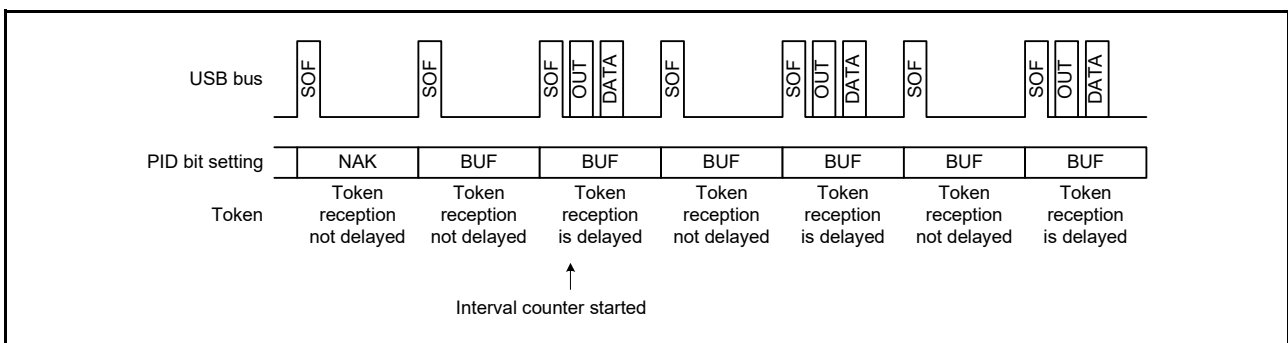 USB bus
SOF
SOF
SOF
OUT
DATA
SOF
SOF
OUT
DATA
SOF
SOF
OUT
DATA
PID bit setting
NAK
BUF
BUF
BUF
BUF
BUF
BUF
Token
Token
reception
not delayed
Token
reception
not delayed
Token
reception
is delayed
Token
reception
not delayed
Token
reception
is delayed
Token
reception
not delayed
Token
reception
is delayed
Interval counter started